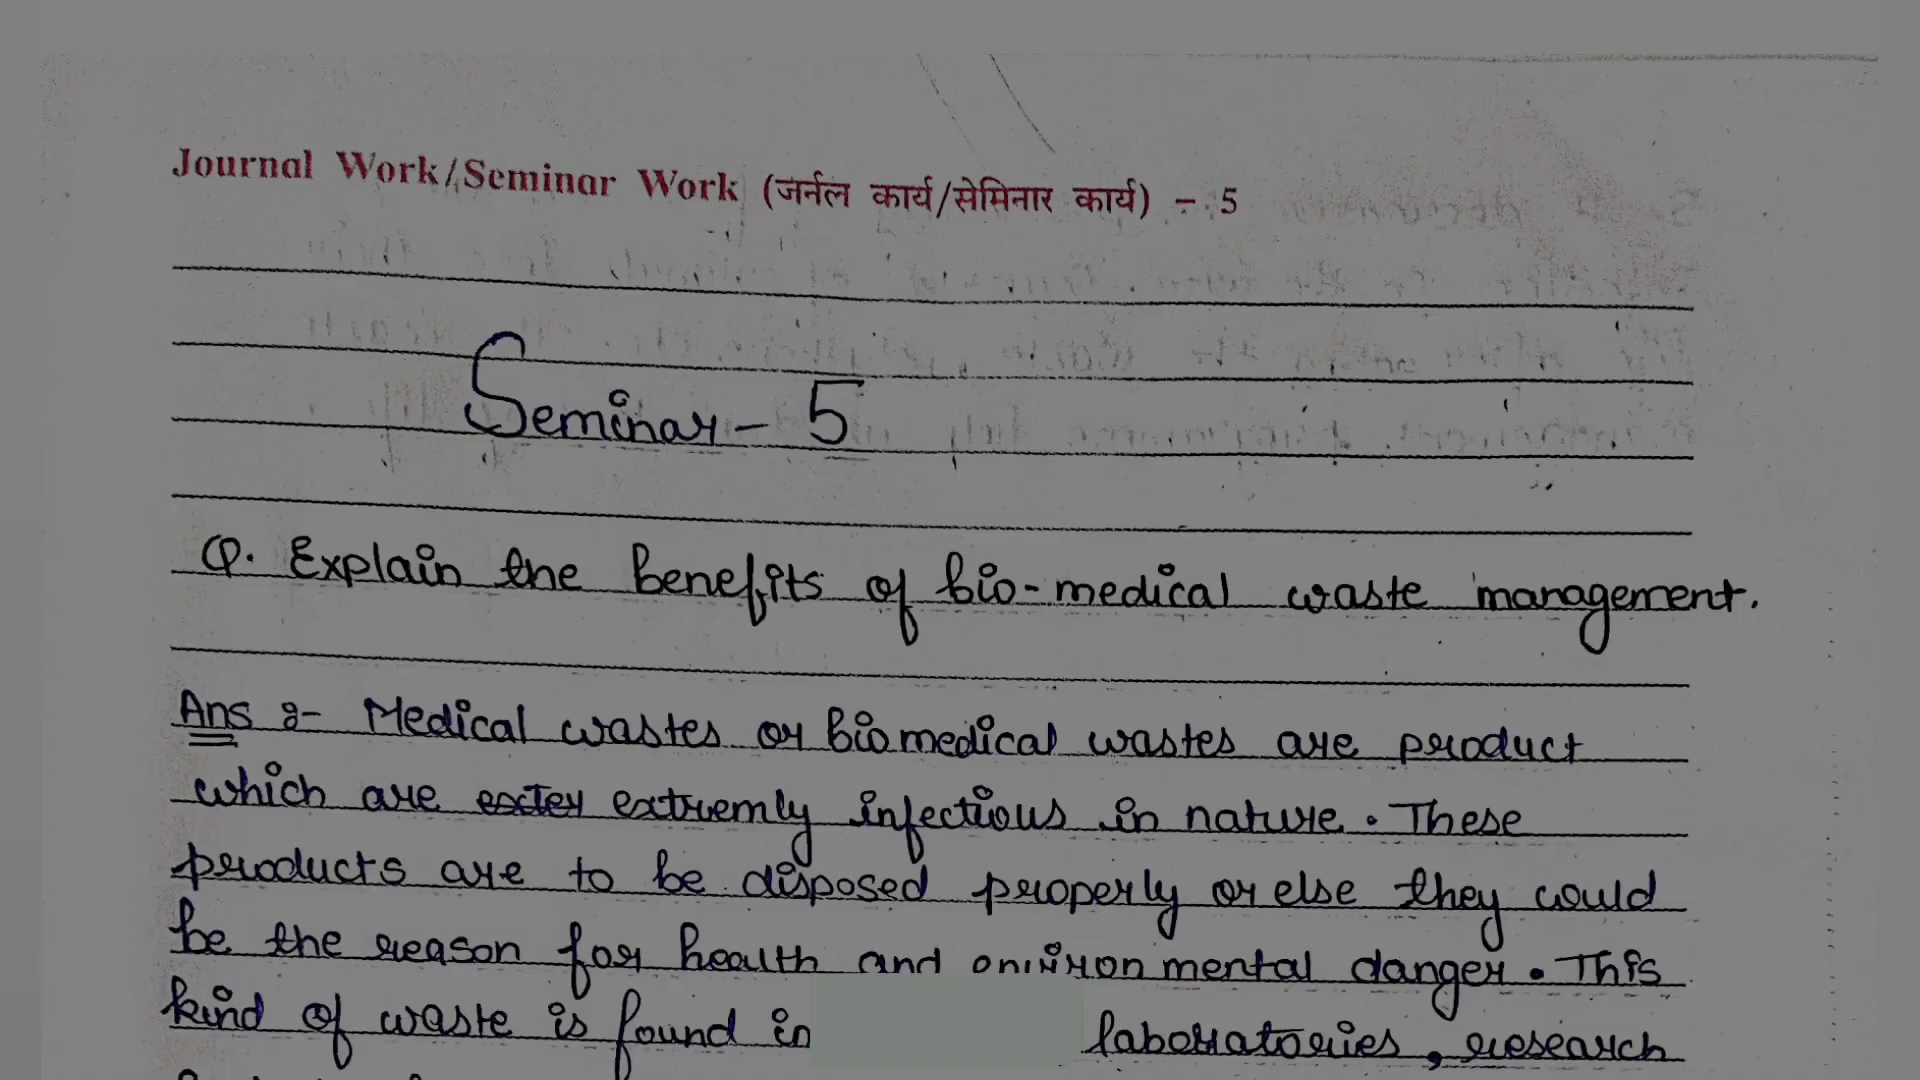 Journal Work/Seminar Work (जर्नल कार्य/सेमिनार कार्य) - 5
Seminar - 5
Q. Explain the benefits of bio-medical waste management.
Ans :- Medical wastes or biomedical wastes are product
which are exter extremly infectious in nature. These
products are to be disposed properly or else they could
be the reason for health and environmental danger. This
kind of waste is found in laboratories, research